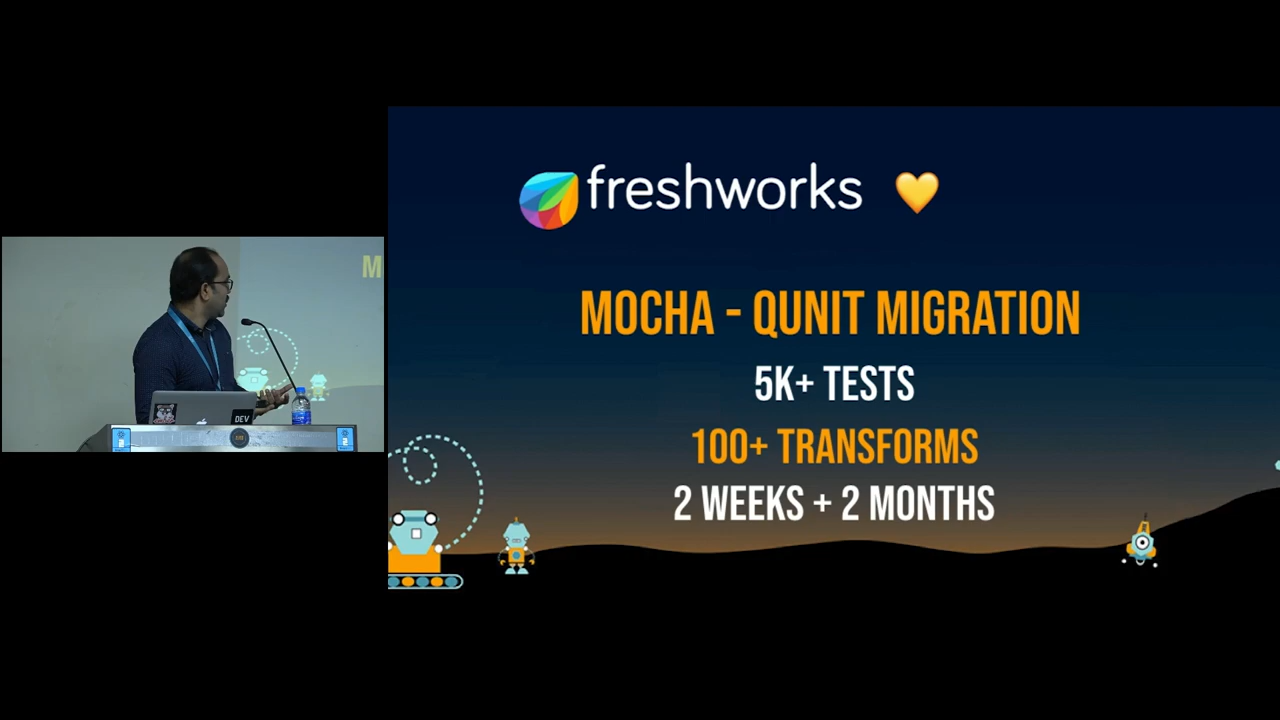 freshworks
MOCHA - QUNIT MIGRATION
5K+ TESTS
100+ TRANSFORMS
2 WEEKS + 2 MONTHS
M
DEV